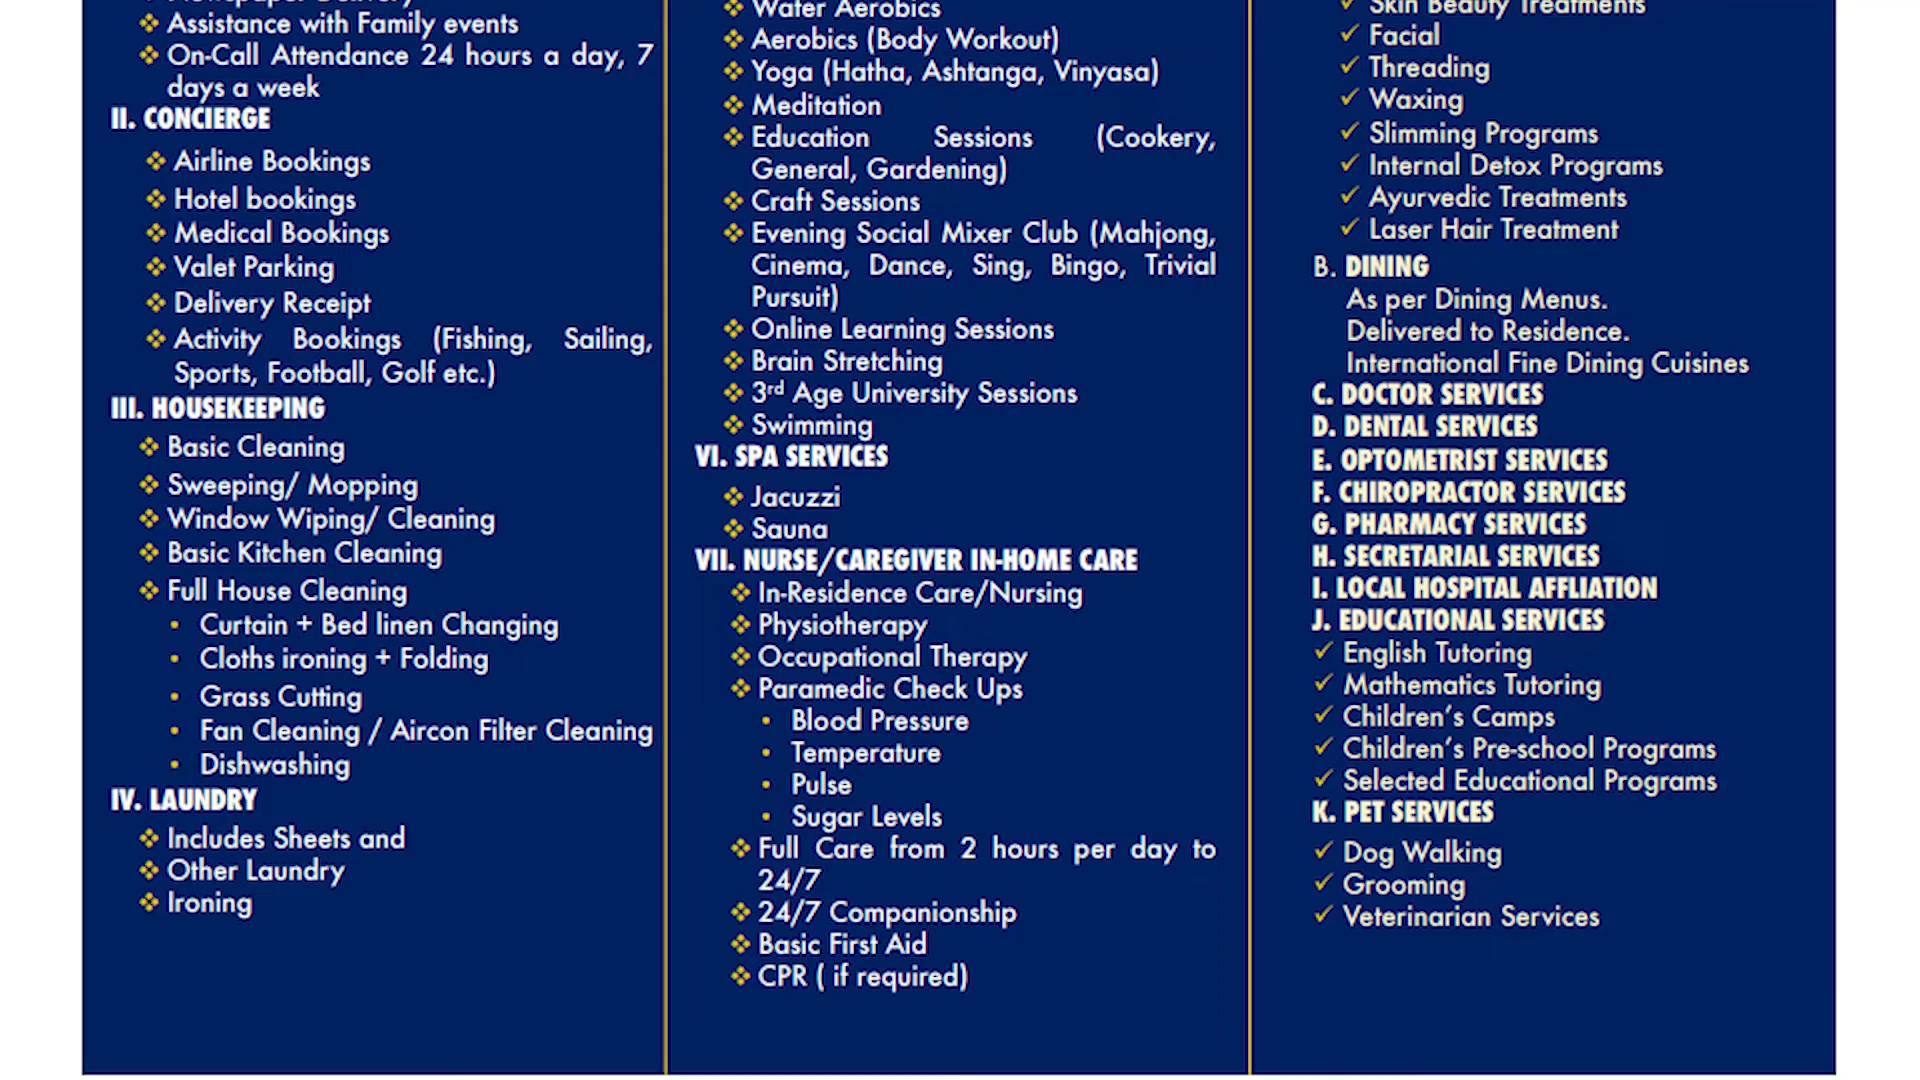 Newspaper Delivery
Assistance with Family events
On-Call Attendance 24 hours a day, 7
days a week
II. CONCIERGE
Airline Bookings
Hotel bookings
Medical Bookings
Valet Parking
Delivery Receipt
Activity Bookings (Fishing, Sailing,
Sports, Football, Golf etc.)
III. HOUSEKEEPING
Basic Cleaning
Sweeping/ Mopping
Window Wiping/ Cleaning
Basic Kitchen Cleaning
Full House Cleaning
Curtain + Bed linen Changing
Cloths ironing + Folding
Grass Cutting
Fan Cleaning / Aircon Filter Cleaning
Dishwashing
IV. LAUNDRY
Includes Sheets and
Other Laundry
Ironing
Water Aerobics
Aerobics (Body Workout)
Yoga (Hatha, Ashtanga, Vinyasa)
Meditation
Education Sessions (Cookery,
General, Gardening)
Craft Sessions
Evening Social Mixer Club (Mahjong,
Cinema, Dance, Sing, Bingo, Trivial
Pursuit)
Online Learning Sessions
Brain Stretching
3rd Age University Sessions
Swimming
VI. SPA SERVICES
Jacuzzi
Sauna
VII. NURSE/CAREGIVER IN-HOME CARE
In-Residence Care/Nursing
Physiotherapy
Occupational Therapy
Paramedic Check Ups
Blood Pressure
Temperature
Pulse
Sugar Levels
Full Care from 2 hours per day to
24/7
24/7 Companionship
Basic First Aid
CPR ( if required)
Skin Beauty Treatments
Facial
Threading
Waxing
Slimming Programs
Internal Detox Programs
Ayurvedic Treatments
Laser Hair Treatment
B. DINING
As per Dining Menus.
Delivered to Residence.
International Fine Dining Cuisines
C. DOCTOR SERVICES
D. DENTAL SERVICES
E. OPTOMETRIST SERVICES
F. CHIROPRACTOR SERVICES
G. PHARMACY SERVICES
H. SECRETARIAL SERVICES
I. LOCAL HOSPITAL AFFLIATION
J. EDUCATIONAL SERVICES
English Tutoring
Mathematics Tutoring
Children's Camps
Children's Pre-school Programs
Selected Educational Programs
K. PET SERVICES
Dog Walking
Grooming
Veterinarian Services